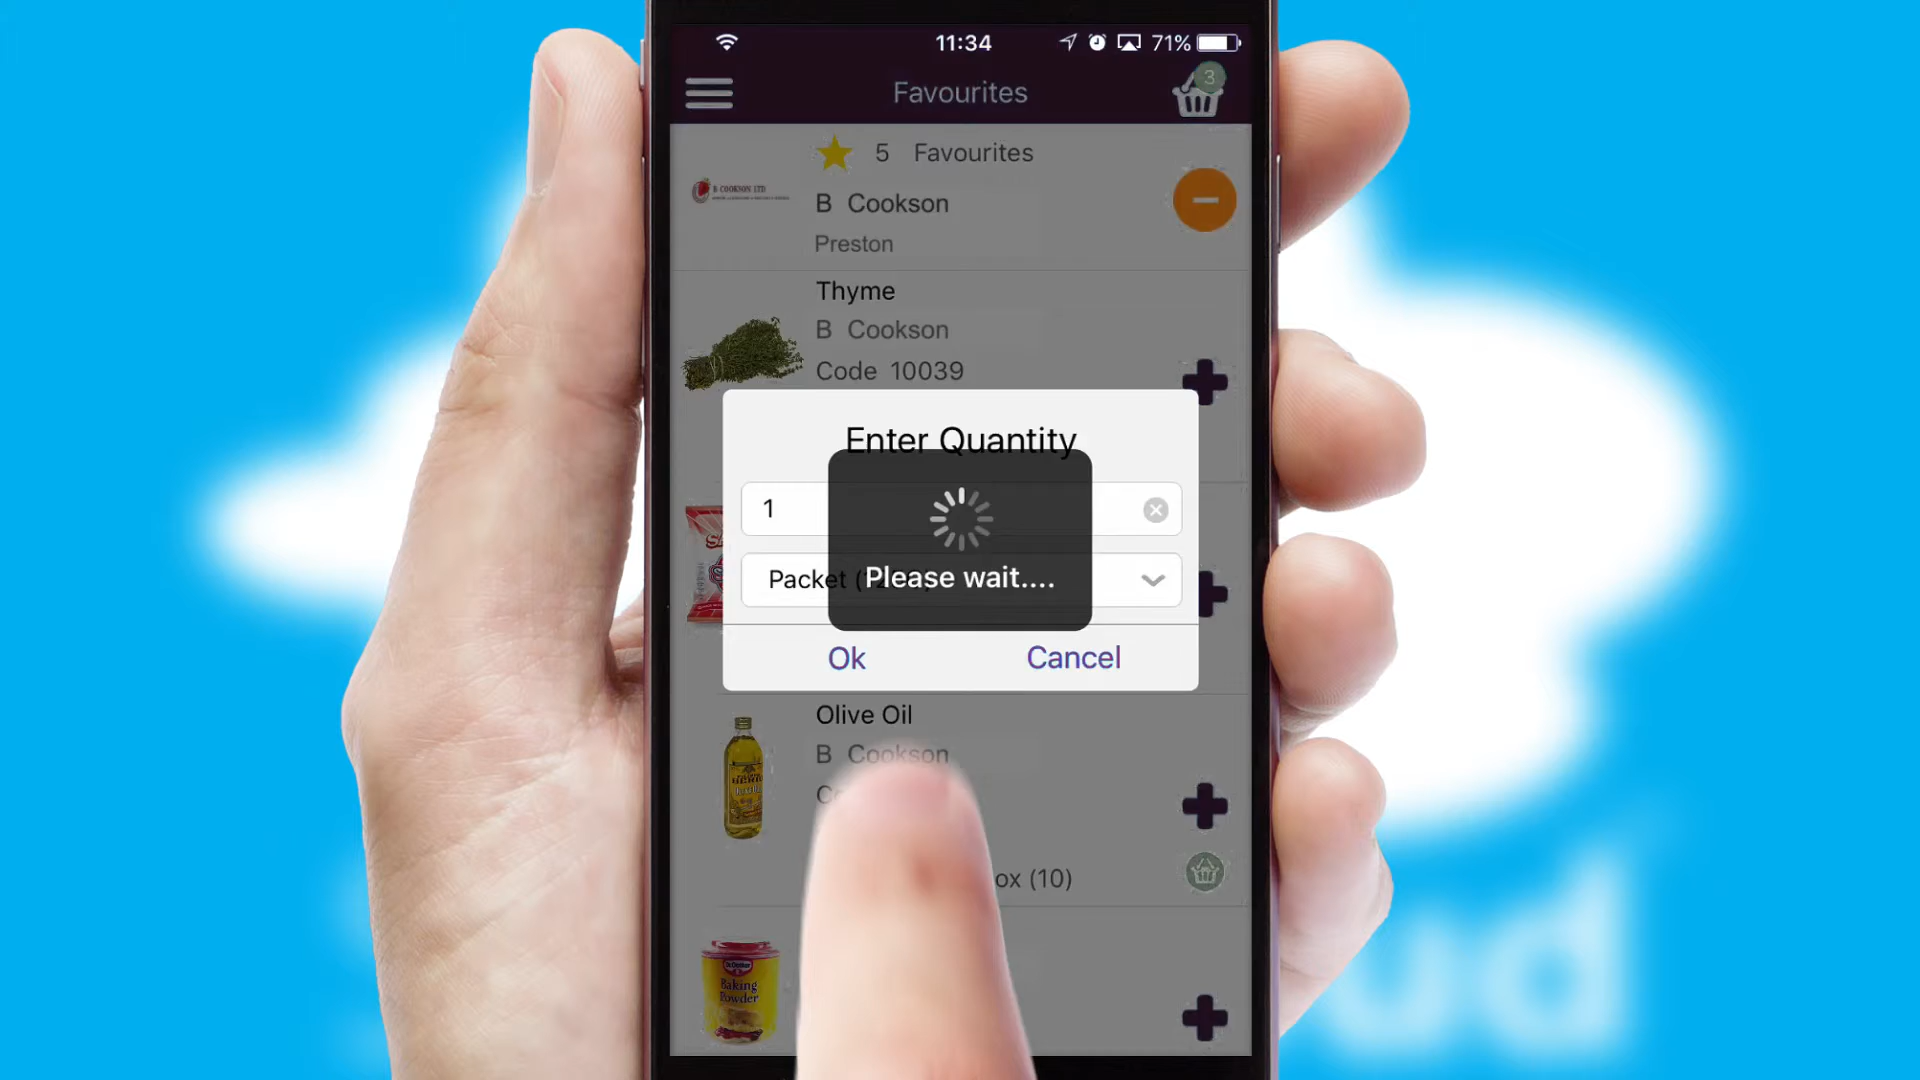 11:34
71%
Favourites
3
5 Favourites
B COOKSON LTD
B Cookson
Preston
Thyme
B Cookson
Code 10039
Enter Quantity
1
Packet
Please wait....
Ok
Cancel
Olive Oil
B Cookson
ox (10)
Baking
Powder
ud